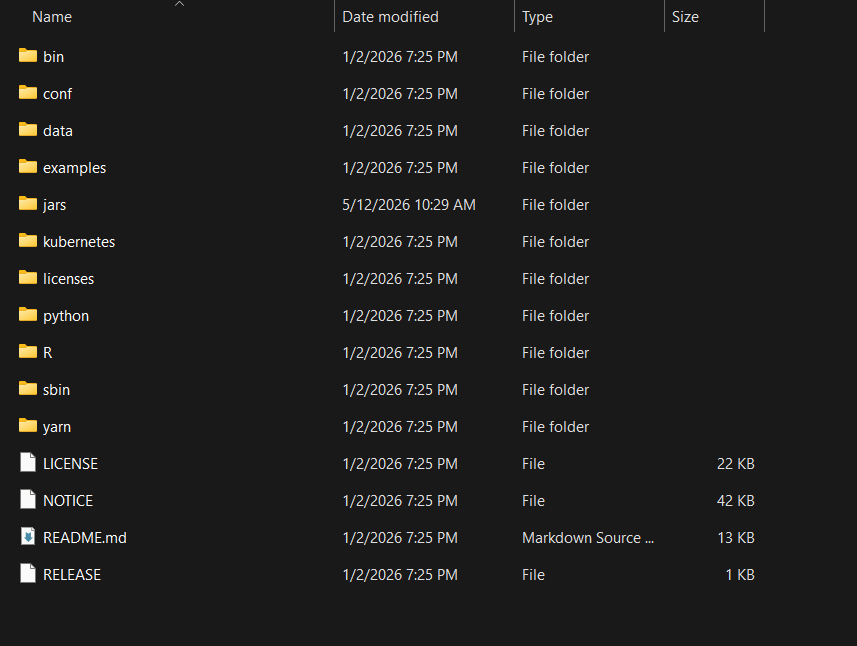 Name Date modified Type Size
bin 1/2/2026 7:25 PM File folder
conf 1/2/2026 7:25 PM File folder
data 1/2/2026 7:25 PM File folder
examples 1/2/2026 7:25 PM File folder
jars 5/12/2026 10:29 AM File folder
kubernetes 1/2/2026 7:25 PM File folder
licenses 1/2/2026 7:25 PM File folder
python 1/2/2026 7:25 PM File folder
R 1/2/2026 7:25 PM File folder
sbin 1/2/2026 7:25 PM File folder
yarn 1/2/2026 7:25 PM File folder
LICENSE 1/2/2026 7:25 PM File 22 KB
NOTICE 1/2/2026 7:25 PM File 42 KB
README.md 1/2/2026 7:25 PM Markdown Source ... 13 KB
RELEASE 1/2/2026 7:25 PM File 1 KB